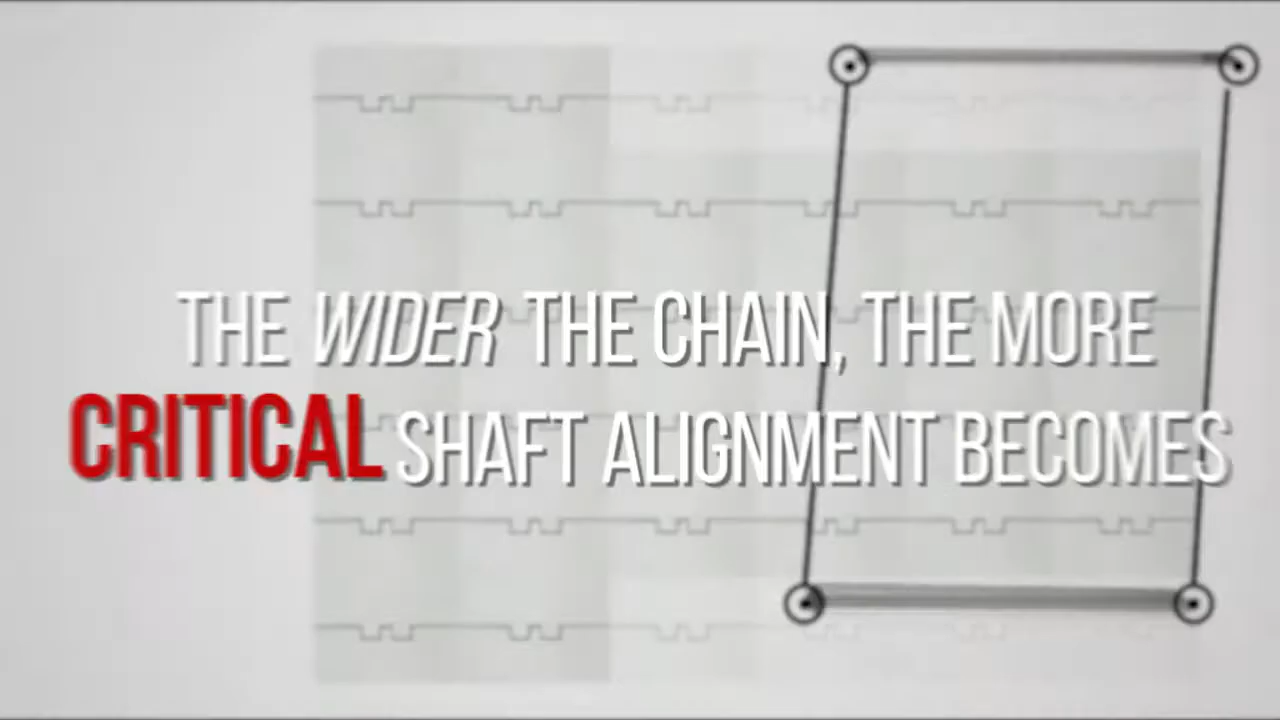 THE WIDER THE CHAIN, THE MORE
CRITICAL SHAFT ALIGNMENT BECOMES